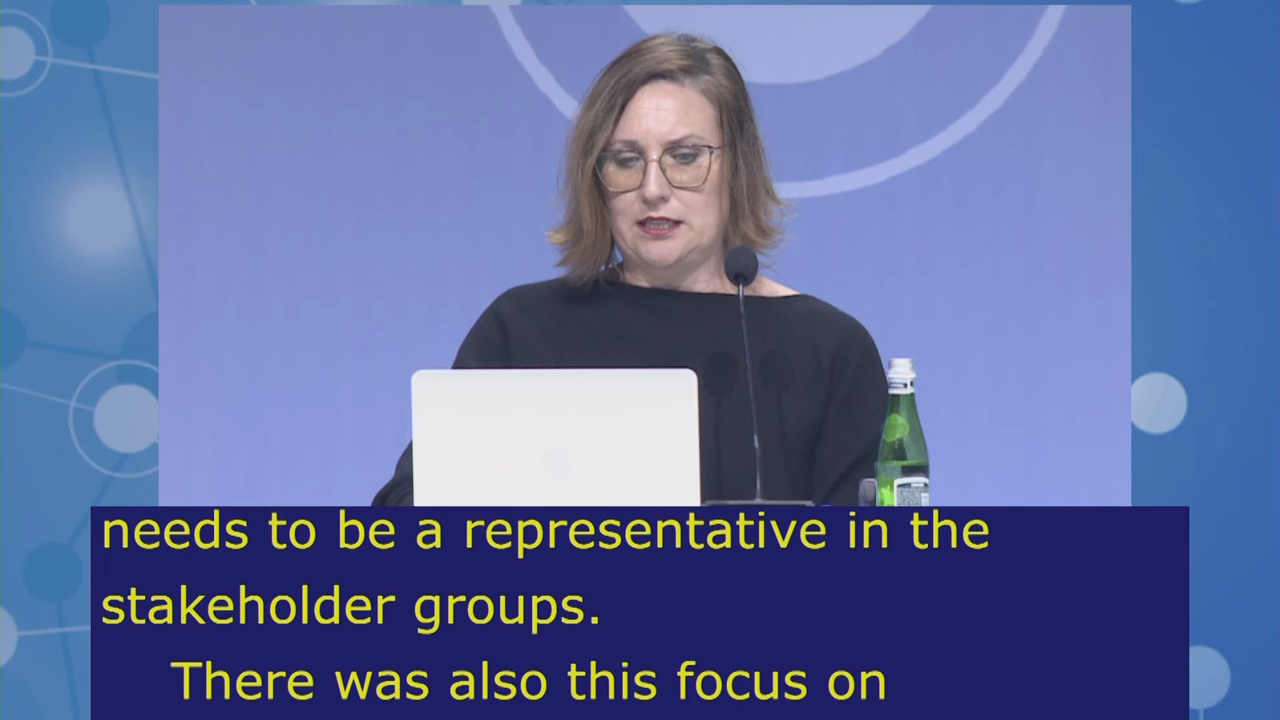 needs to be a representative in the
stakeholder groups.
There was also this focus on